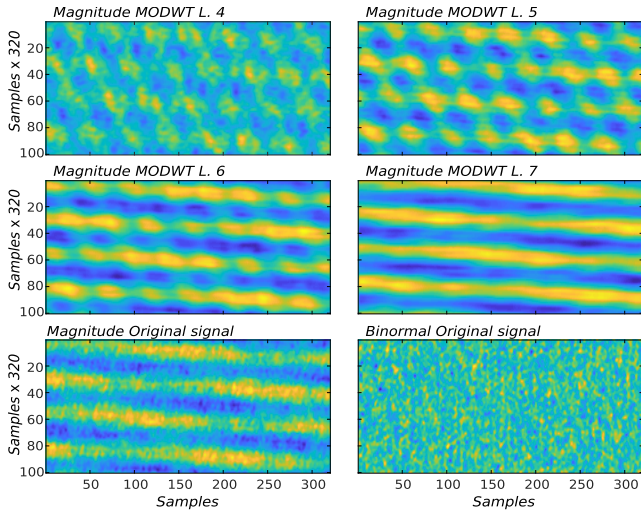 Magnitude MODWT L. 4
Magnitude MODWT L. 5
Samples x 320
20
40
60
80
100
Magnitude MODWT L. 6
Magnitude MODWT L. 7
Samples x 320
20
40
60
80
100
Magnitude Original signal
Binormal Original signal
Samples x 320
20
40
60
80
100
50 100 150 200 250 300
50 100 150 200 250 300
Samples
Samples